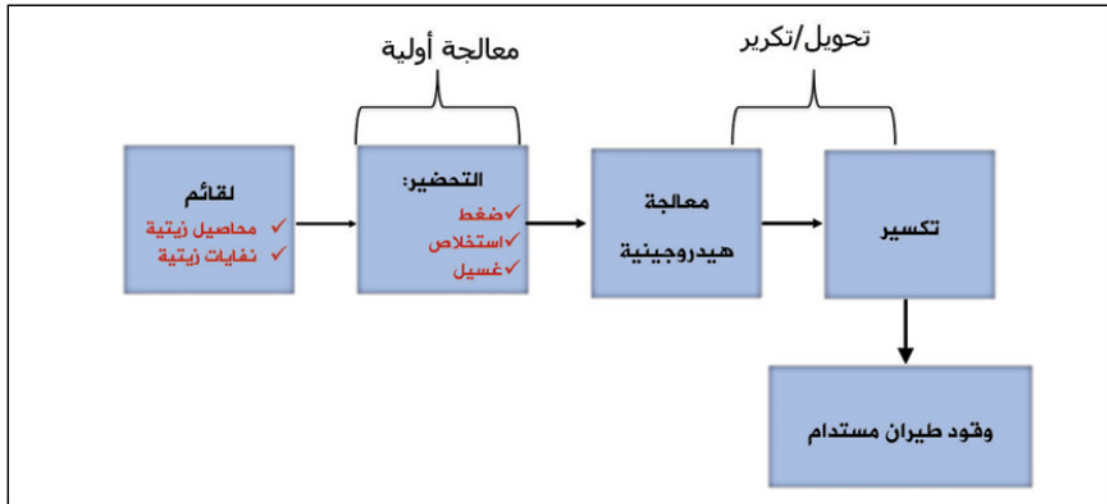 معالجة أولية
تحويل/تكرير
لقائم
محاصيل زيتية
نفايات زيتية
التحضير:
ضغط
استخلاص
غسيل
معالجة
هيدروجينية
تكسير
وقود طيران مستدام